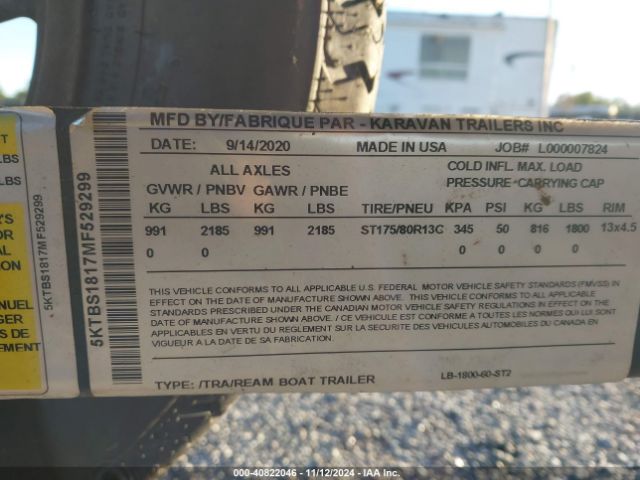 MFD BY/FABRIQUE PAR - KARAVAN TRAILERS INC
DATE: 9/14/2020 MADE IN USA JOB# L000007824
ALL AXLES COLD INFL. MAX. LOAD
GVWR / PNBV GAWR / PNBE PRESSURE- CARRYING CAP
KG LBS KG LBS TIRE/PNEU KPA PSI KG LBS RIM
991 2185 991 2185 ST175/80R13C 345 50 816 1800 13x4.5
0 0 0 0 0 0
THIS VEHICLE CONFORMS TO ALL APPLICABLE U.S. FEDERAL MOTOR VEHICLE SAFETY STANDARDS (FMVSS) IN
EFFECT ON THE DATE OF MANUFACTURE SHOWN ABOVE. THIS VEHICLE CONFORMS TO ALL APPLICABLE
STANDARDS PRESCRIBED UNDER THE CANADIAN MOTOR VEHICLE SAFETY REGULATIONS IN EFFECT ON THE
DATE OF MANUFACTURE SHOWN ABOVE. / CE VEHICULE EST CONFORME A TOUTES LES NORMES QUI LUI SONT
APPLICABLES EN VERTU DU REGLEMENT SUR LA SECURITE DES VEHICULES AUTOMOBILES DU CANADA EN
VIGUEUR A LA DATE DE SA FABRICATION.
TYPE: /TRA/REAM BOAT TRAILER LB-1800-60-ST2
5KTBS1817MF529299
5KTBS1817MF529299
LBS
LBS
MANUEL
000-40822046 - 11/12/2024 - IAA Inc.